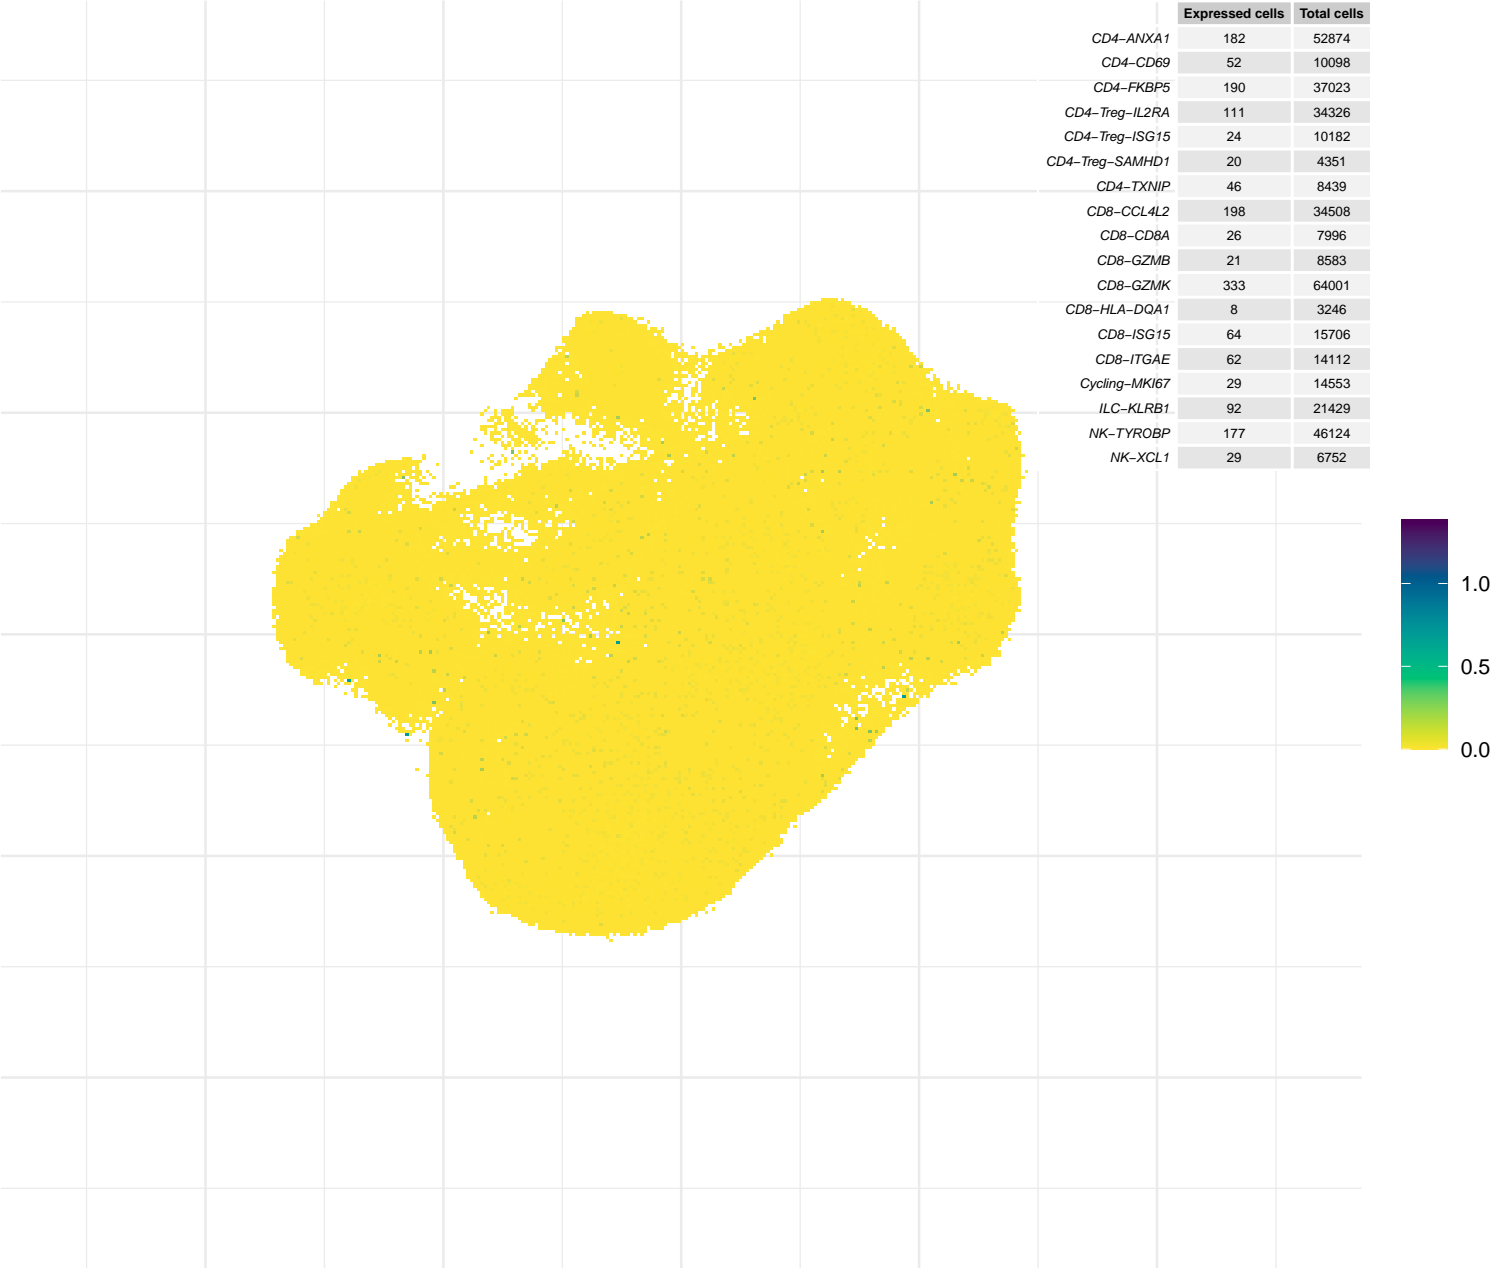 Expressed cells Total cells
CD4−ANXA1 182 52874
CD4−CD69 52 10098
CD4−FKBP5 190 37023
CD4−Treg−IL2RA 111 34326
CD4−Treg−ISG15 24 10182
CD4−Treg−SAMHD1 20 4351
CD4−TXNIP 46 8439
CD8−CCL4L2 198 34508
CD8−CD8A 26 7996
CD8−GZMB 21 8583
CD8−GZMK 333 64001
CD8−HLA−DQA1 8 3246
CD8−ISG15 64 15706
CD8−ITGAE 62 14112
Cycling−MKI67 29 14553
ILC−KLRB1 92 21429
NK−TYROBP 177 46124
NK−XCL1 29 6752
1.0
0.5
0.0